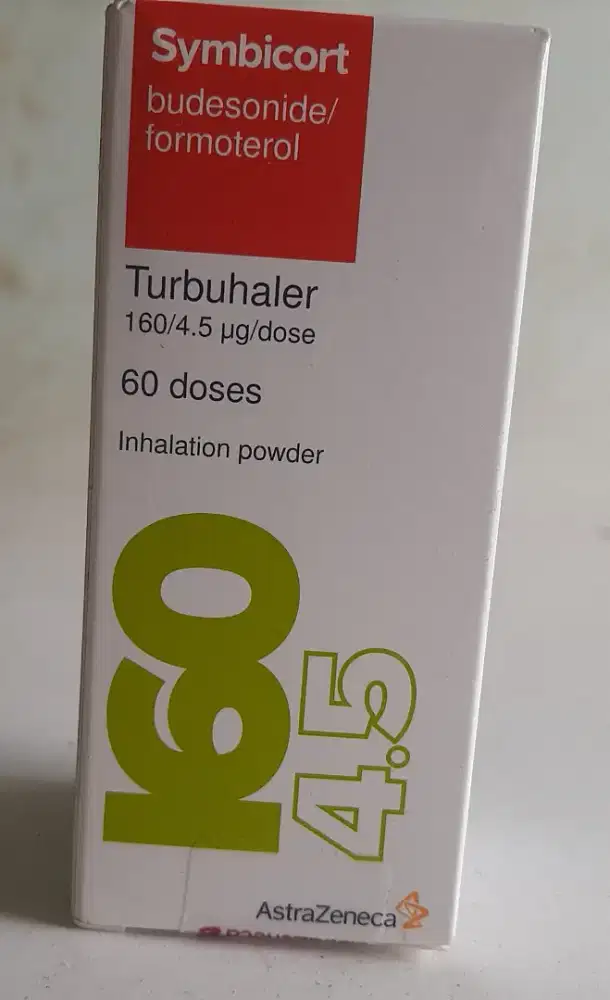 Symbicort
budesonide/
formoterol
Turbuhaler
160/4.5 µg/dose
60 doses
Inhalation powder
160
4.5
AstraZeneca